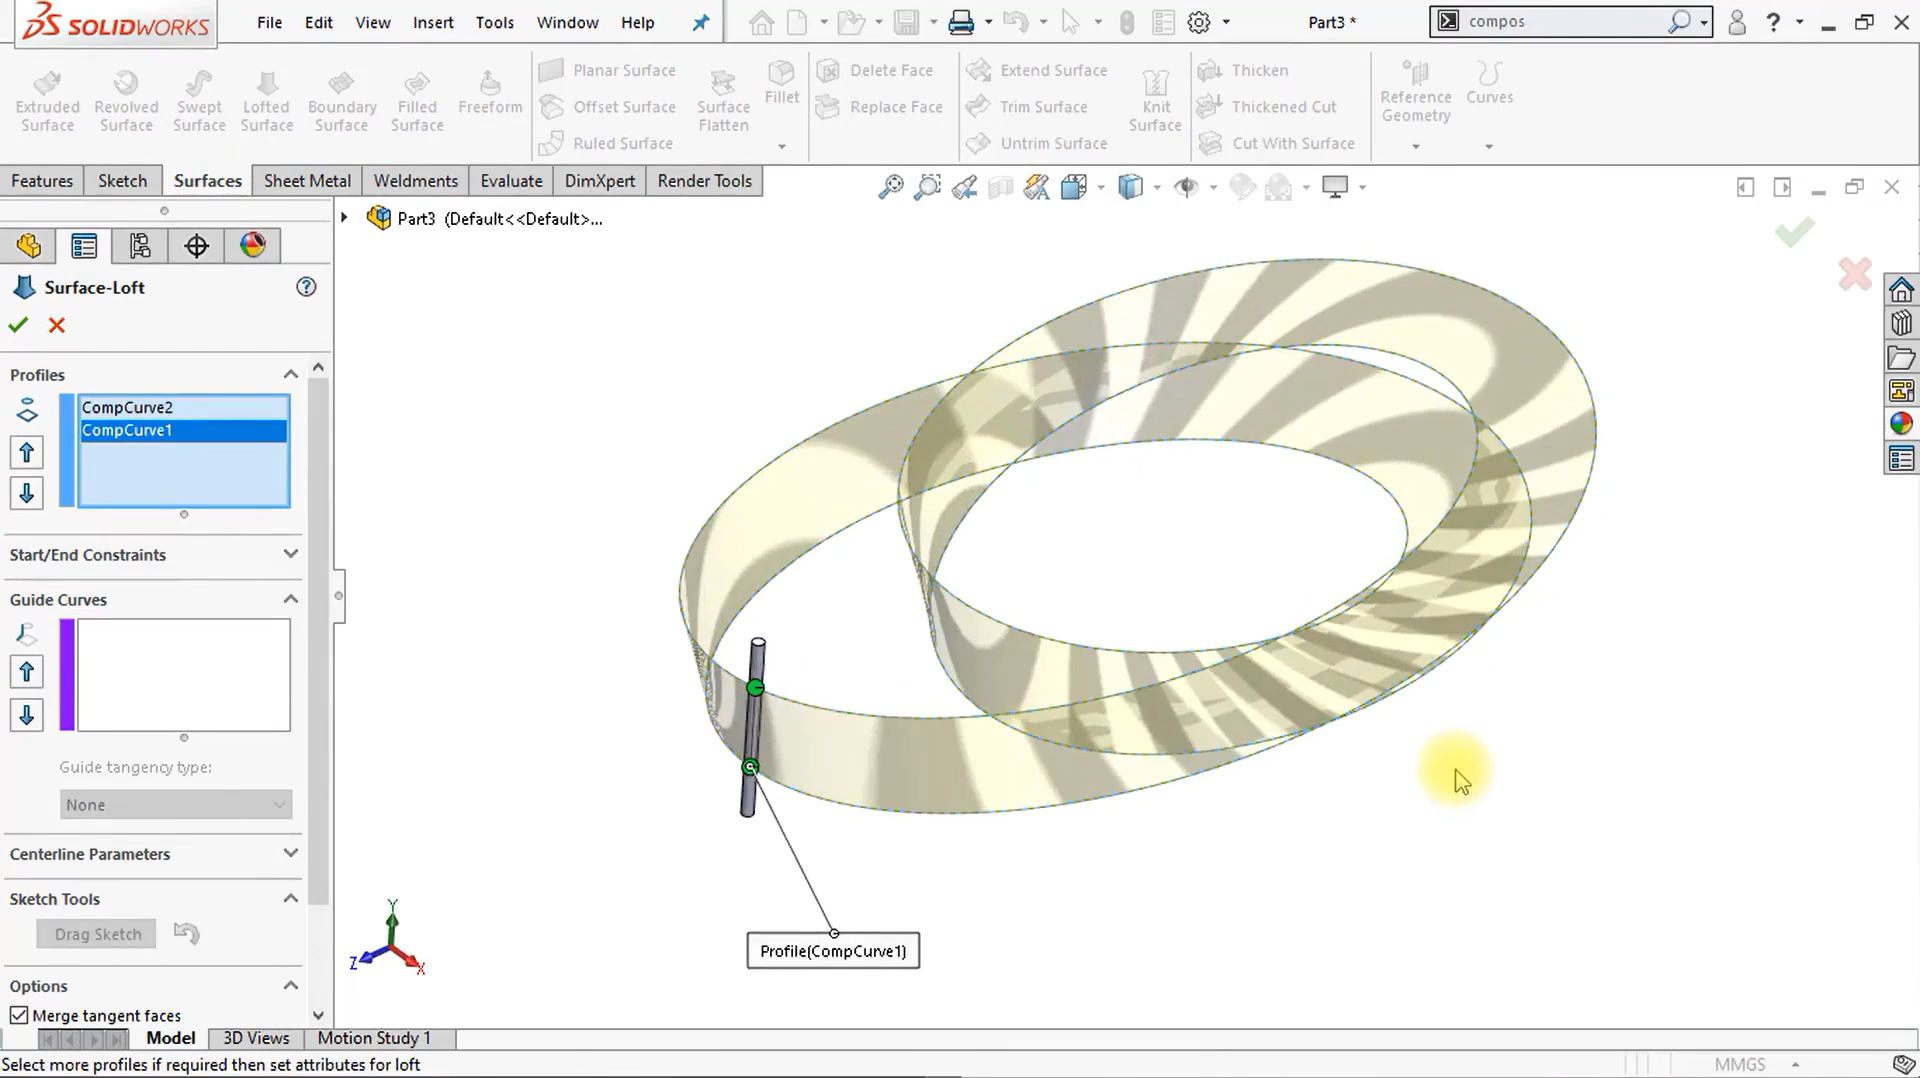 SOLIDWORKS File Edit View Insert Tools Window Help Part3 * compos ?
Extruded Surface
Revolved Surface
Swept Surface
Lofted Surface
Boundary Surface
Filled Surface
Freeform
Planar Surface
Offset Surface
Ruled Surface
Surface Flatten
Fillet
Delete Face
Replace Face
Extend Surface
Trim Surface
Untrim Surface
Knit Surface
Thicken
Thickened Cut
Cut With Surface
Reference Geometry
Curves
Features Sketch Surfaces Sheet Metal Weldments Evaluate DimXpert Render Tools
Part3 (Default<<Default>...
Surface-Loft ?
Profiles
CompCurve2
CompCurve1
Start/End Constraints
Guide Curves
Guide tangency type:
None
Centerline Parameters
Sketch Tools
Drag Sketch
Options
Merge tangent faces
Profile(CompCurve1)
Y
Z
X
Model 3D Views Motion Study 1
Select more profiles if required then set attributes for loft MMGS